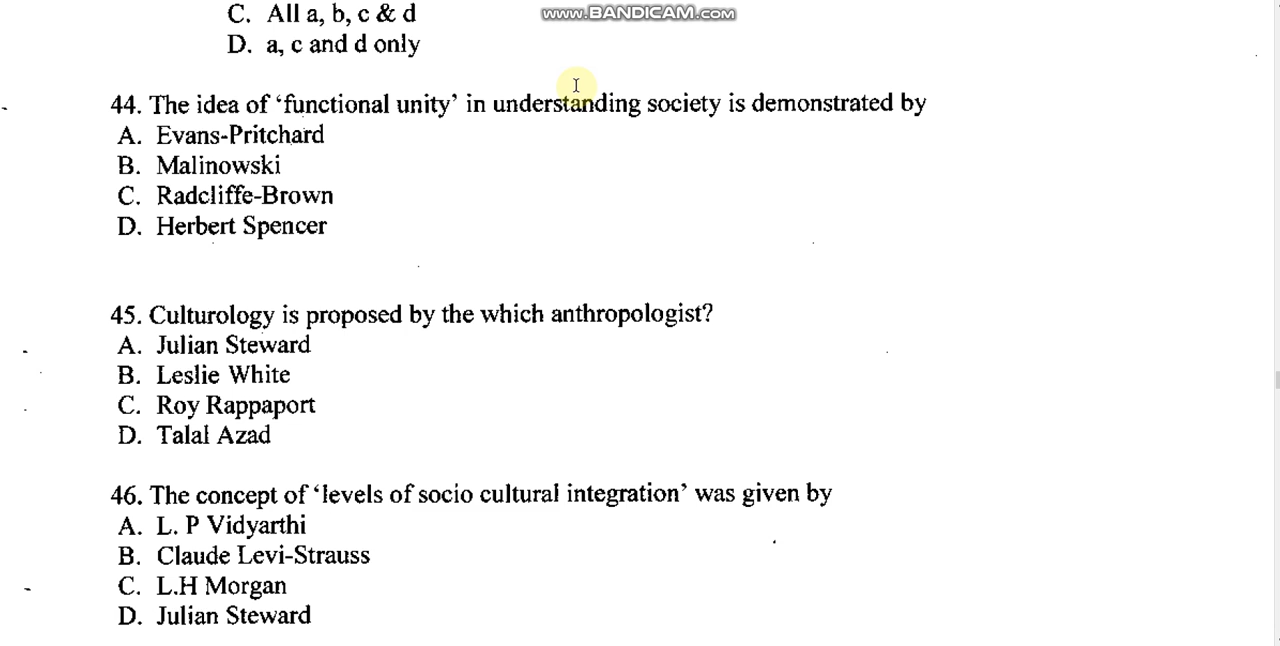 C. All a, b, c & d
www.BANDICAM.com
D. a, c and d only
44. The idea of ‘functional unity’ in understanding society is demonstrated by
A. Evans-Pritchard
B. Malinowski
C. Radcliffe-Brown
D. Herbert Spencer
45. Culturology is proposed by the which anthropologist?
A. Julian Steward
B. Leslie White
C. Roy Rappaport
D. Talal Azad
46. The concept of ‘levels of socio cultural integration’ was given by
A. L. P Vidyarthi
B. Claude Levi-Strauss
C. L.H Morgan
D. Julian Steward